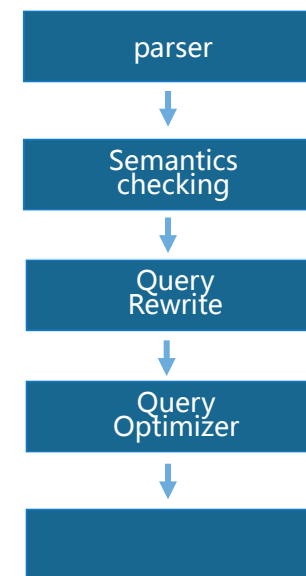 parser
Semantics
checking
Query
Rewrite
Query
Optimizer